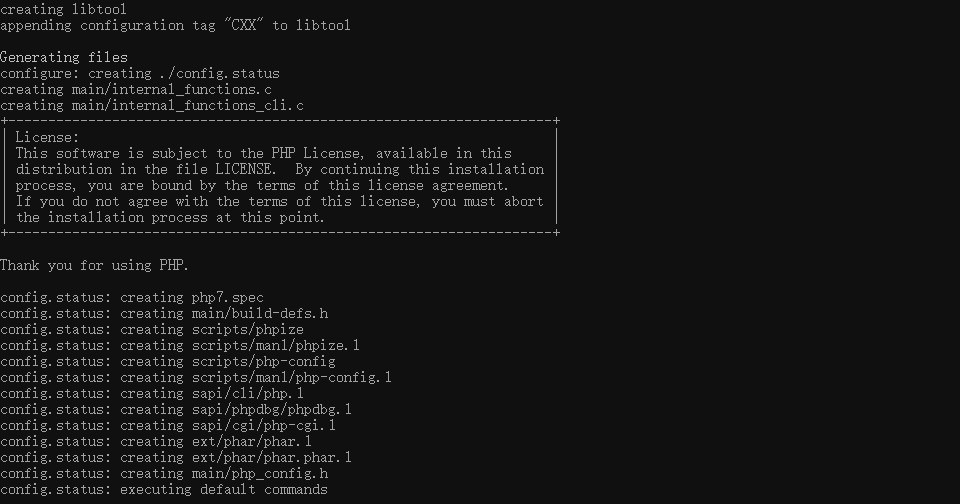 creating libtool
appending configuration tag "CXX" to libtool
Generating files
configure: creating ./config.status
creating main/internal_functions.c
creating main/internal_functions_cli.c
+--------------------------------------------------------------------+
| License:                                                           |
| This software is subject to the PHP License, available in this     |
| distribution in the file LICENSE.  By continuing this installation |
| process, you are bound by the terms of this license agreement.     |
| If you do not agree with the terms of this license, you must abort |
| the installation process at this point.                            |
+--------------------------------------------------------------------+
Thank you for using PHP.
config.status: creating php7.spec
config.status: creating main/build-defs.h
config.status: creating scripts/phpize
config.status: creating scripts/man1/phpize.1
config.status: creating scripts/php-config
config.status: creating scripts/man1/php-config.1
config.status: creating sapi/cli/php.1
config.status: creating sapi/phpdbg/phpdbg.1
config.status: creating sapi/cgi/php-cgi.1
config.status: creating ext/phar/phar.1
config.status: creating ext/phar/phar.phar.1
config.status: creating main/php_config.h
config.status: executing default commands